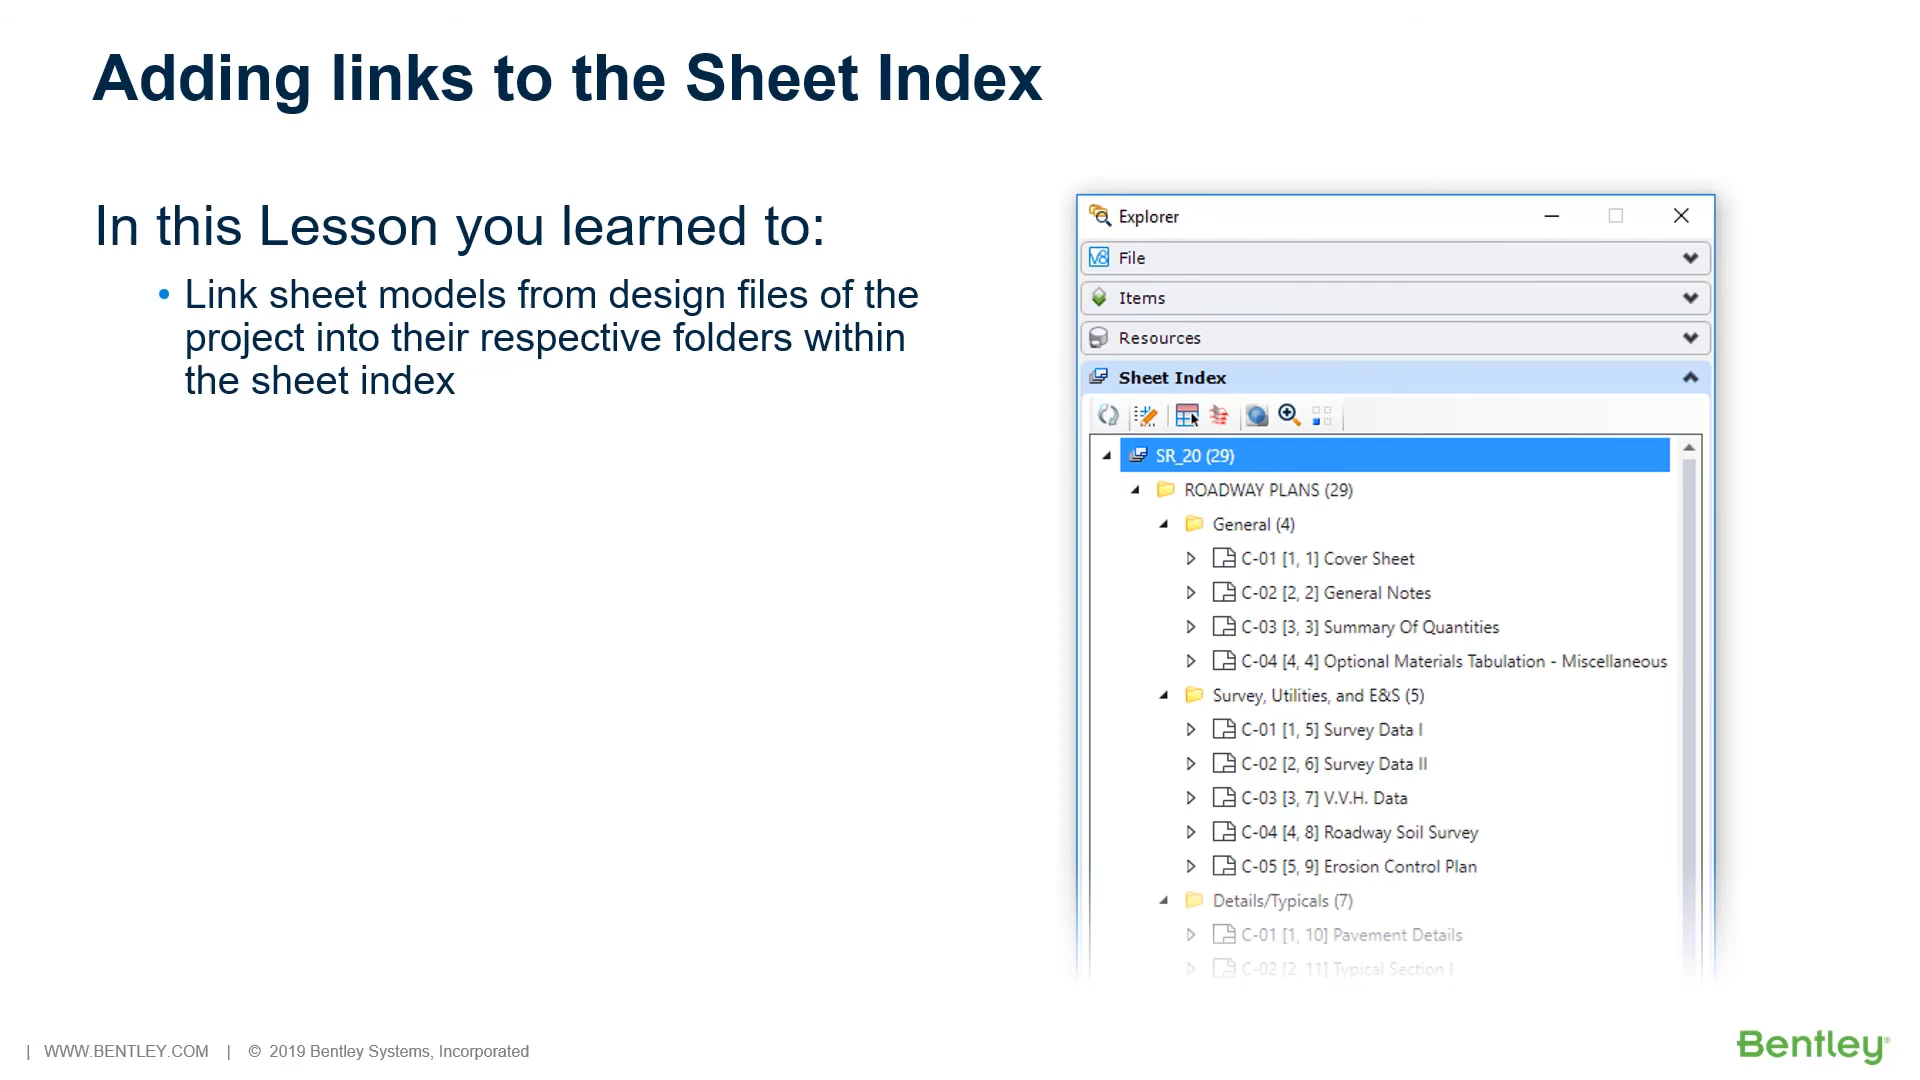 Adding links to the Sheet Index
In this Lesson you learned to:
• Link sheet models from design files of the
project into their respective folders within
the sheet index
Explorer
File
Items
Resources
Sheet Index
SR_20 (29)
ROADWAY PLANS (29)
General (4)
C-01 [1, 1] Cover Sheet
C-02 [2, 2] General Notes
C-03 [3, 3] Summary Of Quantities
C-04 [4, 4] Optional Materials Tabulation - Miscellaneous
Survey, Utilities, and E&S (5)
C-01 [1, 5] Survey Data I
C-02 [2, 6] Survey Data II
C-03 [3, 7] V.V.H. Data
C-04 [4, 8] Roadway Soil Survey
C-05 [5, 9] Erosion Control Plan
Details/Typicals (7)
C-01 [1, 10] Pavement Details
C-02 [2, 11] Typical Section I
| WWW.BENTLEY.COM | © 2019 Bentley Systems, Incorporated
Bentley®